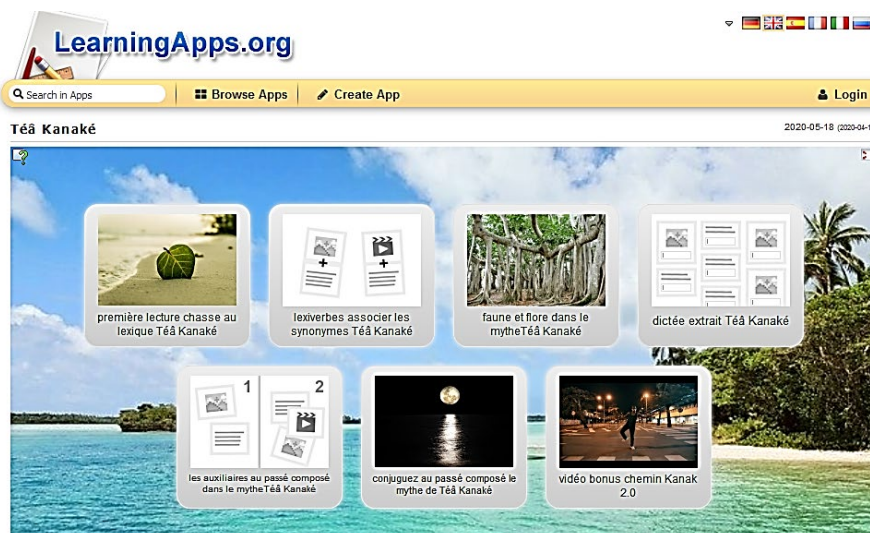 LearningApps.org
Search in Apps
Browse Apps
Create App
Login
Téâ Kanaké
2020-05-18 (2020-04-1
première lecture chasse au
lexique Téâ Kanaké
lexiverbes associer les
synonymes Téâ Kanaké
faune et flore dans le
mytheTéâ Kanaké
dictée extrait Téâ Kanaké
1 2
les auxiliaires au passé composé
dans le mytheTéâ Kanaké
conjuguez au passé composé le
mythe de Téâ Kanaké
vidéo bonus chemin Kanak
2.0